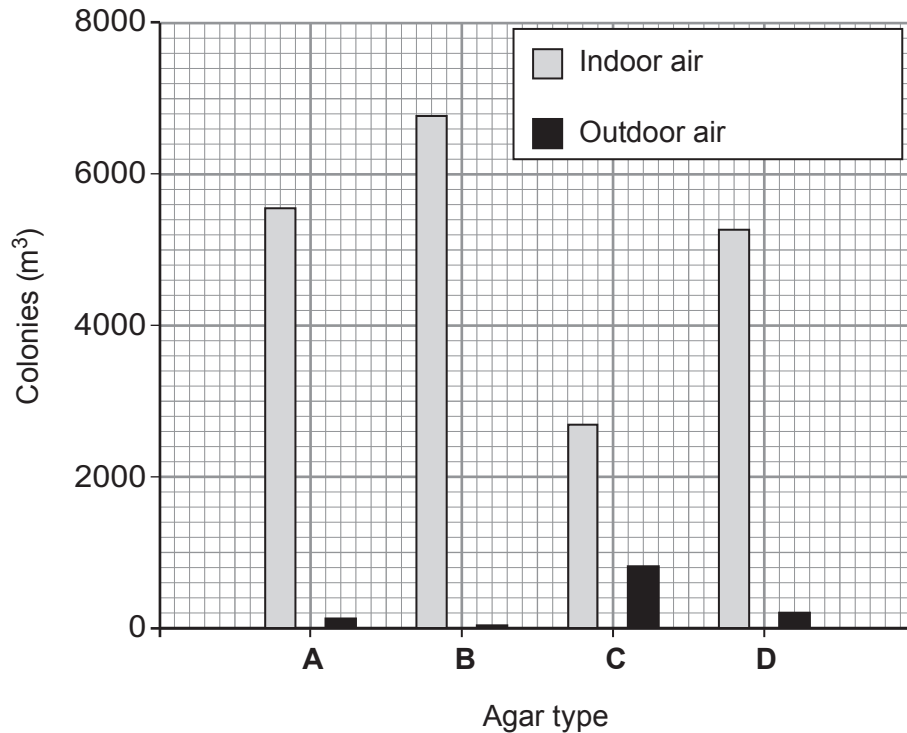 8000
6000
4000
2000
0
Colonies (m³)
Indoor air
Outdoor air
A B C D
Agar type